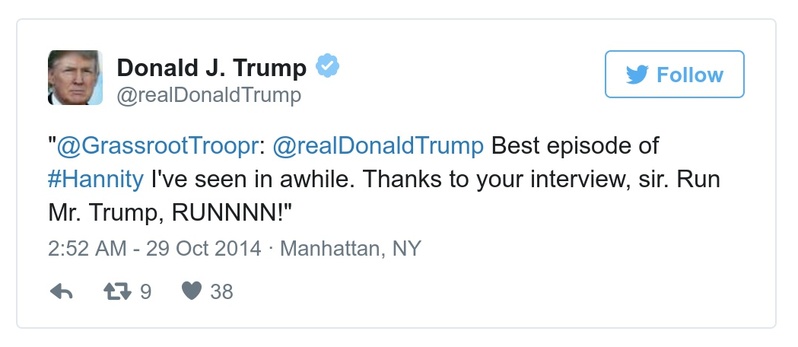 Donald J. Trump
@realDonaldTrump
Follow
"@GrassrootTroopr: @realDonaldTrump Best episode of
#Hannity I've seen in awhile. Thanks to your interview, sir. Run
Mr. Trump, RUNNNN!"
2:52 AM - 29 Oct 2014 · Manhattan, NY
9 38